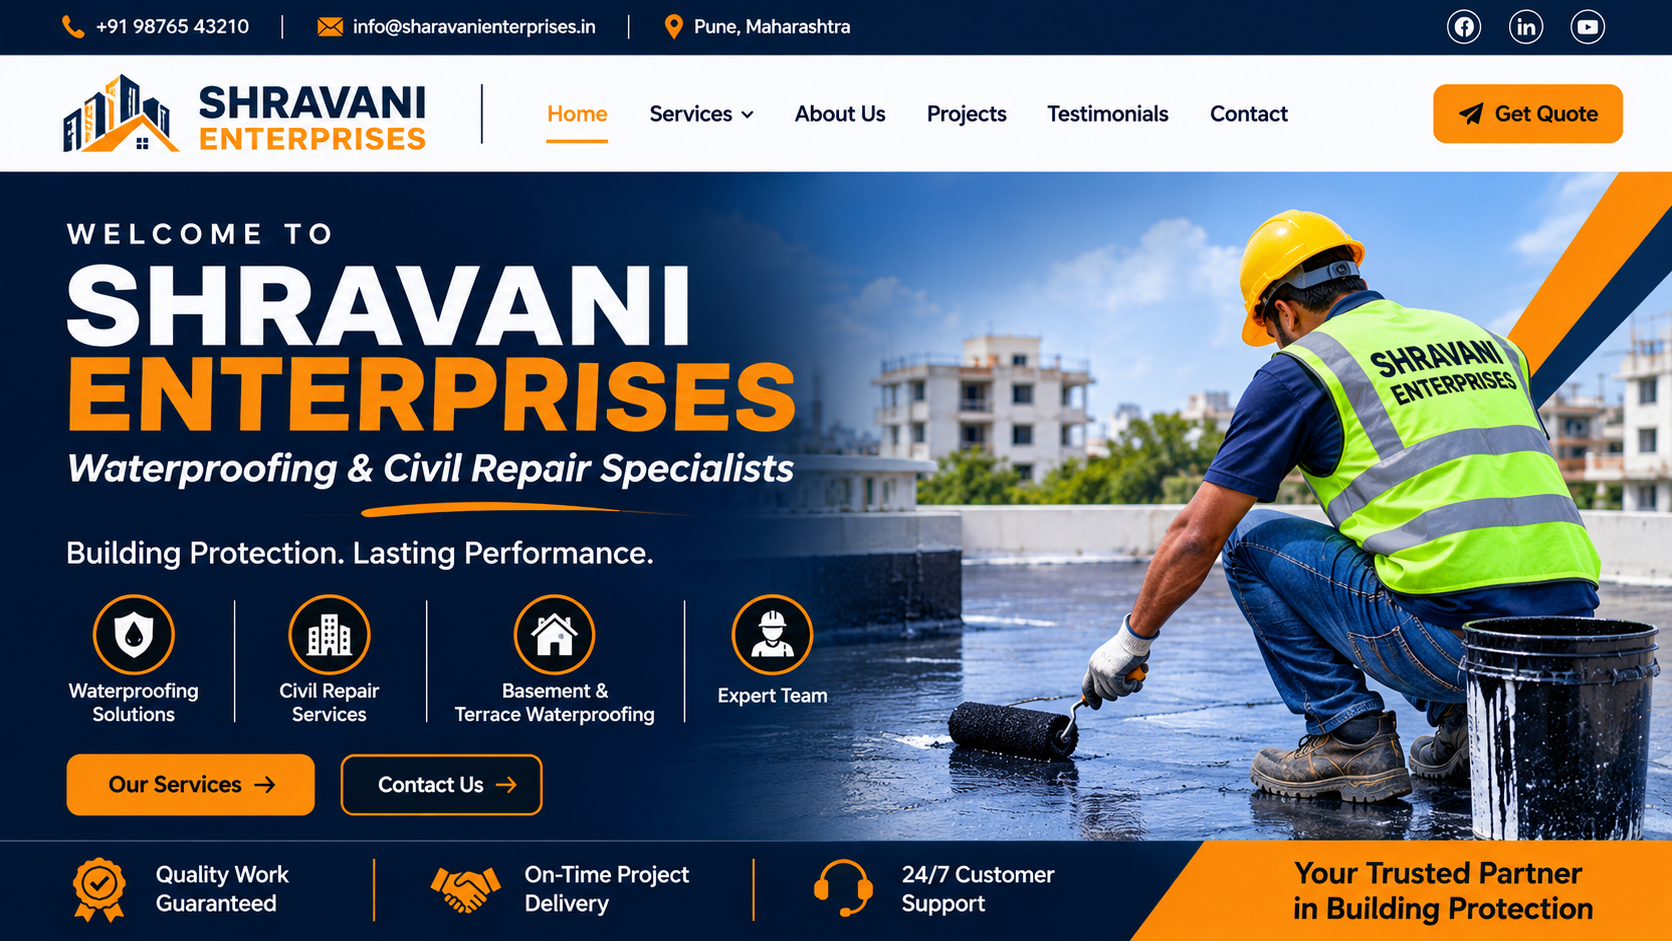 +91 98765 43210
info@sharavanienterprises.in
Pune, Maharashtra
SHRAVANI
ENTERPRISES
Home
Services
About Us
Projects
Testimonials
Contact
Get Quote
WELCOME TO
SHRAVANI
ENTERPRISES
Waterproofing & Civil Repair Specialists
Building Protection. Lasting Performance.
Waterproofing
Solutions
Civil Repair
Services
Basement &
Terrace Waterproofing
Expert Team
Our Services
Contact Us
SHRAVANI
ENTERPRISES
Quality Work
Guaranteed
On-Time Project
Delivery
24/7 Customer
Support
Your Trusted Partner
in Building Protection